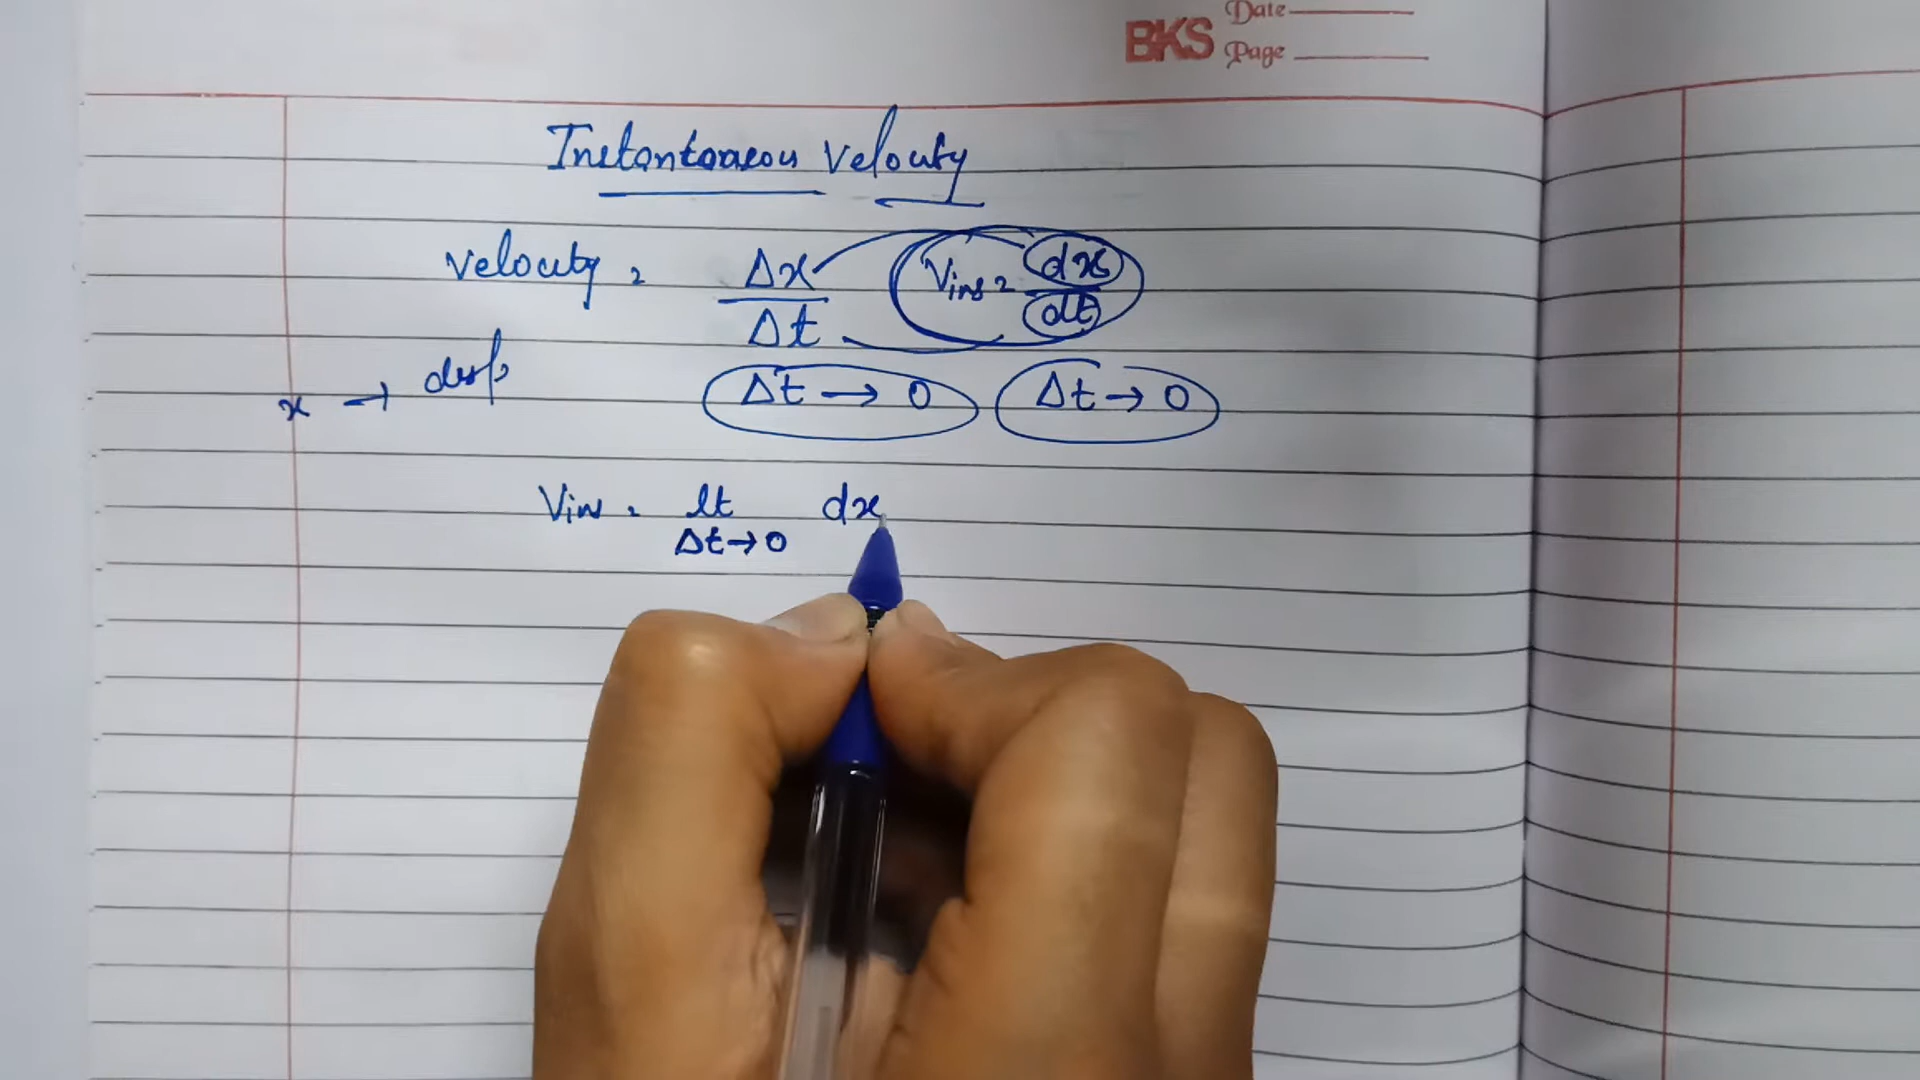 BKS Date
Page
Instantaneous Velocity
Velocity = Δx / Δt Vins = dx / dt
x → disp
Δt → 0 Δt → 0
Vins = lt dx
Δt→0